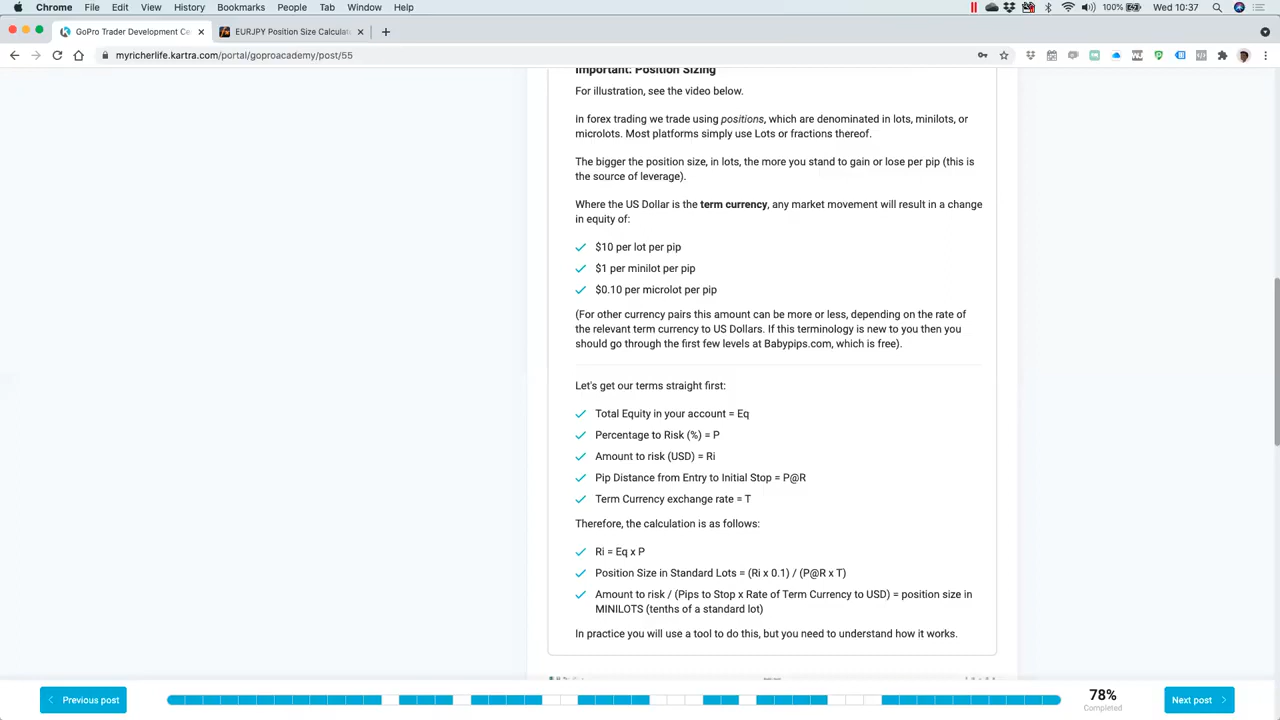 Chrome File Edit View History Bookmarks People Tab Window Help 100% Wed 10:37
GoPro Trader Development Ce EURJPY Position Size Calculat
myricherlife.kartra.com/portal/goproacademy/post/55
Important: Position Sizing
For illustration, see the video below.
In forex trading we trade using positions, which are denominated in lots, minilots, or
microlots. Most platforms simply use Lots or fractions thereof.
The bigger the position size, in lots, the more you stand to gain or lose per pip (this is
the source of leverage).
Where the US Dollar is the term currency, any market movement will result in a change
in equity of:
$10 per lot per pip
$1 per minilot per pip
$0.10 per microlot per pip
(For other currency pairs this amount can be more or less, depending on the rate of
the relevant term currency to US Dollars. If this terminology is new to you then you
should go through the first few levels at Babypips.com, which is free).
Let's get our terms straight first:
Total Equity in your account = Eq
Percentage to Risk (%) = P
Amount to risk (USD) = Ri
Pip Distance from Entry to Initial Stop = P@R
Term Currency exchange rate = T
Therefore, the calculation is as follows:
Ri = Eq x P
Position Size in Standard Lots = (Ri x 0.1) / (P@R x T)
Amount to risk / (Pips to Stop x Rate of Term Currency to USD) = position size in
MINILOTS (tenths of a standard lot)
In practice you will use a tool to do this, but you need to understand how it works.
Previous post 78% Next post
Completed